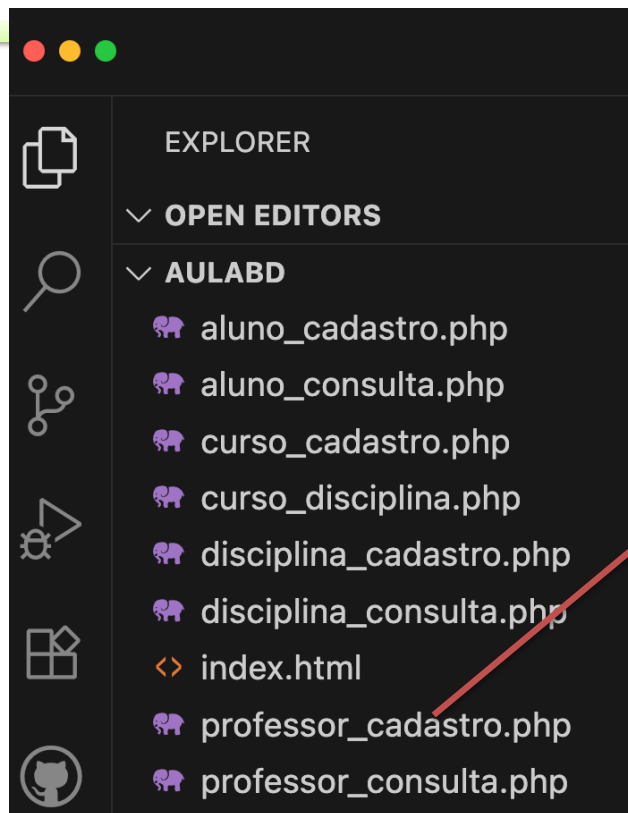 EXPLORER
OPEN EDITORS
AULABD
aluno_cadastro.php
aluno_consulta.php
curso_cadastro.php
curso_disciplina.php
disciplina_cadastro.php
disciplina_consulta.php
index.html
professor_cadastro.php
professor_consulta.php